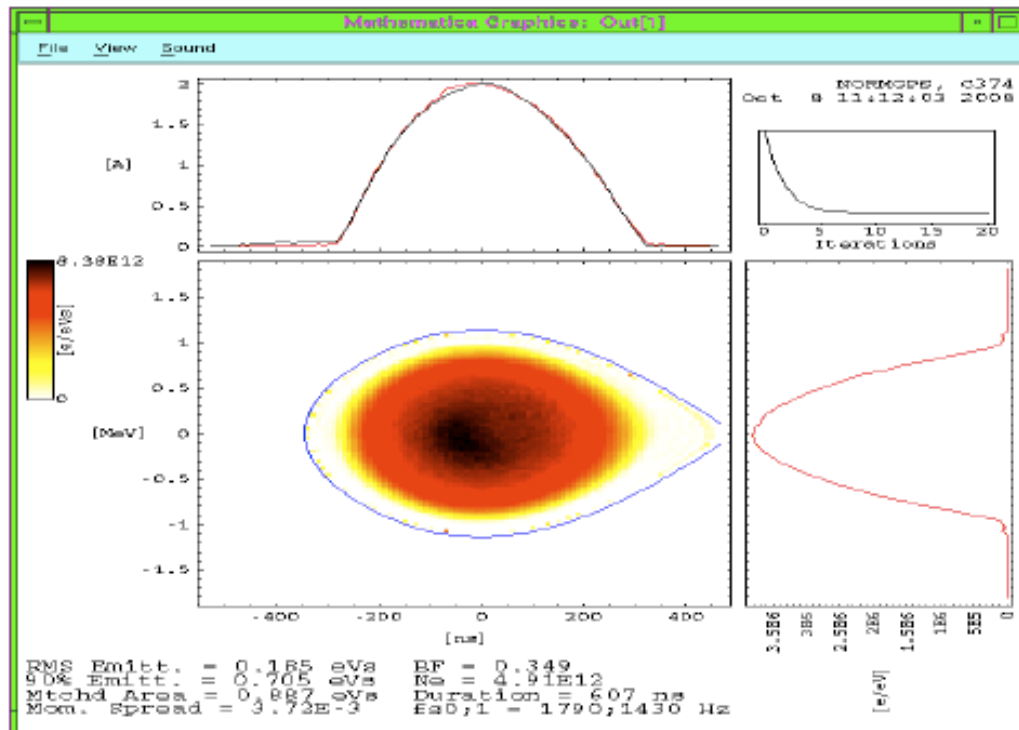 Mathematica Graphics: Out[1]
File View Sound
NORMGPS, C374
Oct 8 11:12:03 2008
2
1.5
1
0.5
0
[A]
0 5 10 15 20
Iterations
8.38E12
[e/eVs]
0
1.5
1
0.5
0
-0.5
-1
-1.5
[MeV]
-400 -200 0 200 400
[ns]
3.5E6 3E6 2.5E6 2E6 1.5E6 1E6 5E5 0
[e/eV]
RMS Emitt. = 0.185 eVs BF = 0.349
90% Emitt. = 0.705 eVs Ne = 4.91E12
Mtchd Area = 0.887 eVs Duration = 607 ns
Mom. Spread = 3.73E-3 fs0;1 = 1790;1430 Hz